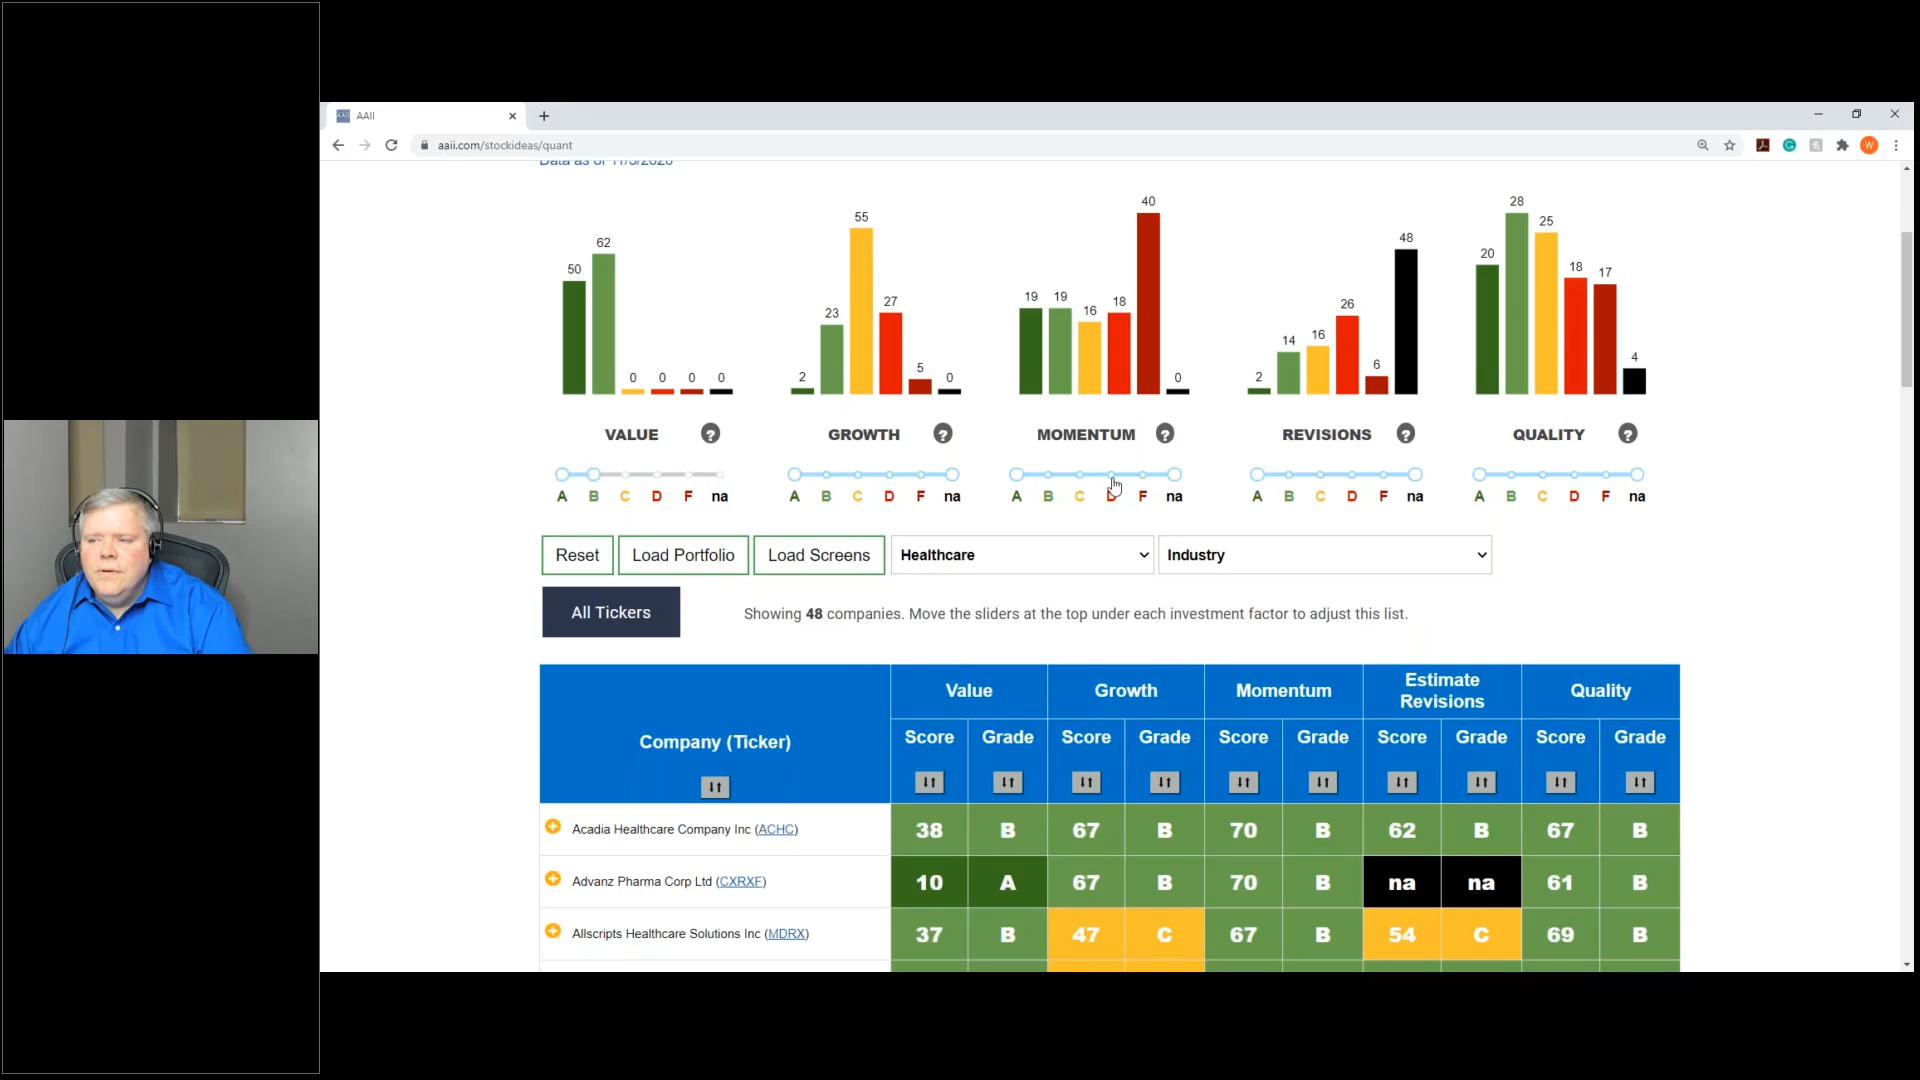 AAII
aaii.com/stockideas/quant
W
Data as of 11/5/2020
50 62 0 0 0 0
2 23 55 27 5 0
19 19 16 18 40 0
2 14 16 26 6 48
20 28 25 18 17 4
VALUE ? GROWTH ? MOMENTUM ? REVISIONS ? QUALITY ?
A B C D F na A B C D F na A B C D F na A B C D F na A B C D F na
Reset Load Portfolio Load Screens Healthcare Industry
All Tickers Showing 48 companies. Move the sliders at the top under each investment factor to adjust this list.
Company (Ticker) Value Growth Momentum Estimate Revisions Quality
Score Grade Score Grade Score Grade Score Grade Score Grade
Acadia Healthcare Company Inc (ACHC) 38 B 67 B 70 B 62 B 67 B
Advanz Pharma Corp Ltd (CXRXF) 10 A 67 B 70 B na na 61 B
Allscripts Healthcare Solutions Inc (MDRX) 37 B 47 C 67 B 54 C 69 B